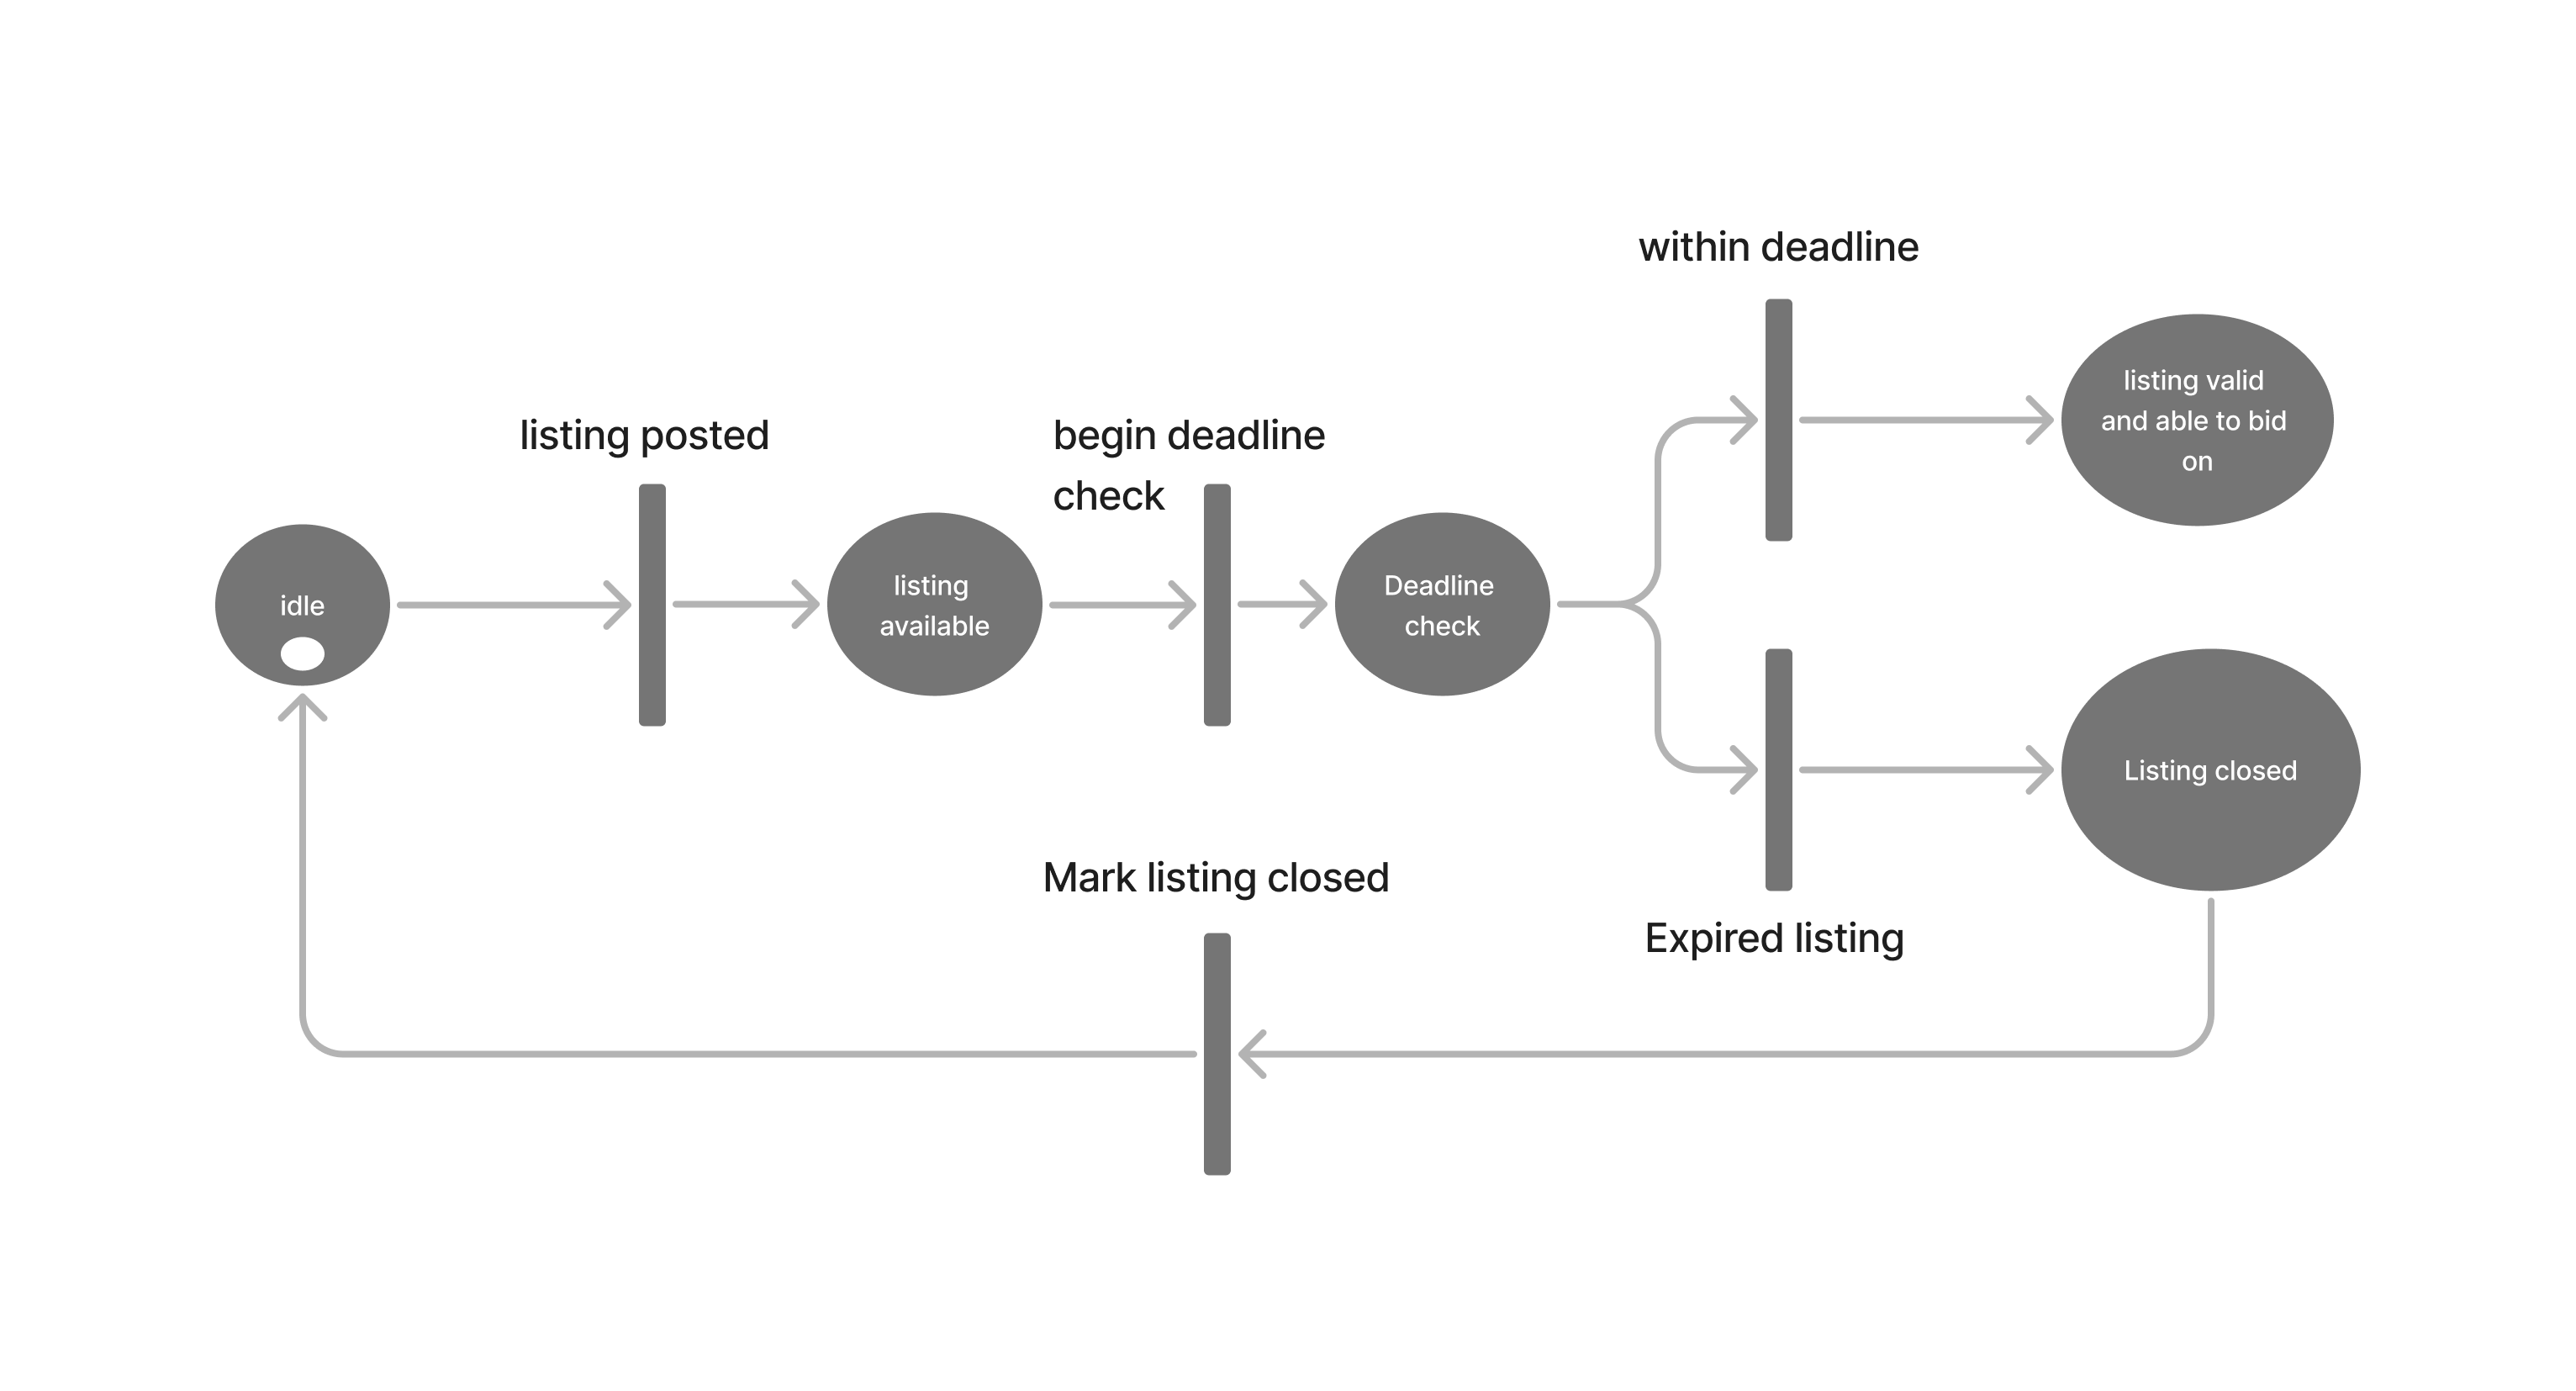 within deadline
listing valid
and able to bid
on
listing posted
begin deadline
check
idle
listing
available
Deadline
check
Listing closed
Mark listing closed
Expired listing